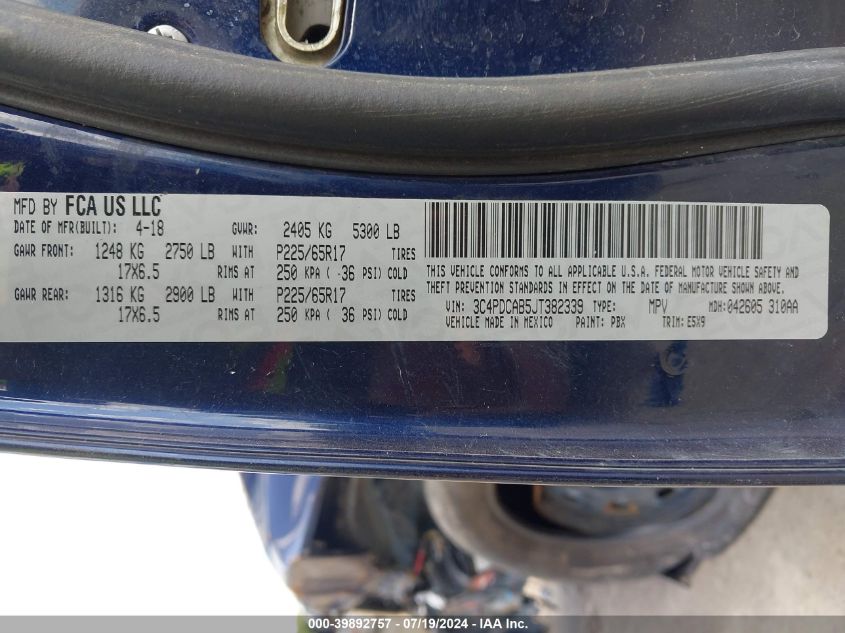 MFD BY FCA US LLC
DATE OF MFR(BUILT): 4-18 GVWR: 2405 KG 5300 LB
GAWR FRONT: 1248 KG 2750 LB WITH P225/65R17 TIRES
17X6.5 RIMS AT 250 KPA ( 36 PSI) COLD
GAWR REAR: 1316 KG 2900 LB WITH P225/65R17 TIRES
17X6.5 RIMS AT 250 KPA ( 36 PSI) COLD
THIS VEHICLE CONFORMS TO ALL APPLICABLE U.S.A. FEDERAL MOTOR VEHICLE SAFETY AND
THEFT PREVENTION STANDARDS IN EFFECT ON THE DATE OF MANUFACTURE SHOWN ABOVE.
VIN: 3C4PDCAB5JT382339 TYPE: MPV MDH:042605 310AA
VEHICLE MADE IN MEXICO PAINT: PBX TRIM: E5X9
000-39892757 - 07/19/2024 - IAA Inc.